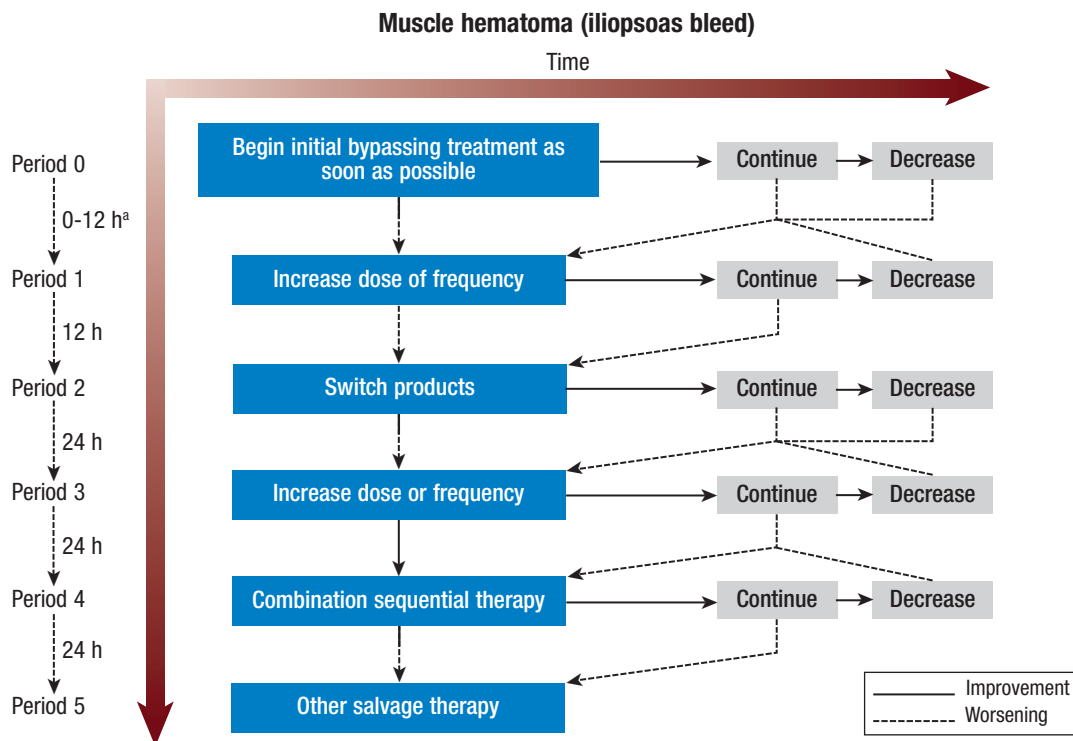 Muscle hematoma (iliopsoas bleed)
Time
Period 0
Begin initial bypassing treatment as
soon as possible
Continue
Decrease
0-12 hᵃ
Period 1
Increase dose of frequency
Continue
Decrease
12 h
Period 2
Switch products
Continue
Decrease
24 h
Period 3
Increase dose or frequency
Continue
Decrease
24 h
Period 4
Combination sequential therapy
Continue
Decrease
24 h
Period 5
Other salvage therapy
Improvement
Worsening